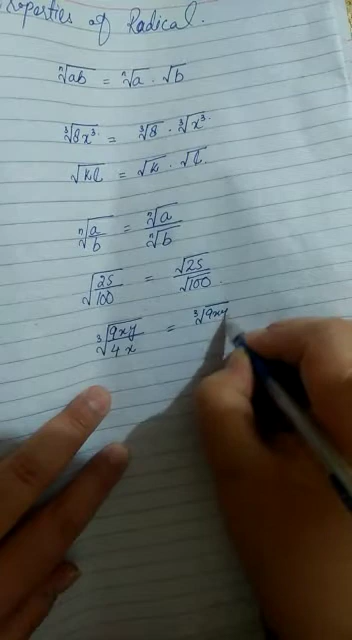 Properties of Radical.
ⁿ√ab = ⁿ√a . √b
³√8x³ = ³√8 . ³√x³
√kl = √k . √l
ⁿ√a/b = ⁿ√a/ⁿ√b
√25/100 = √25/√100
³√9xy/4x = ³√9xy